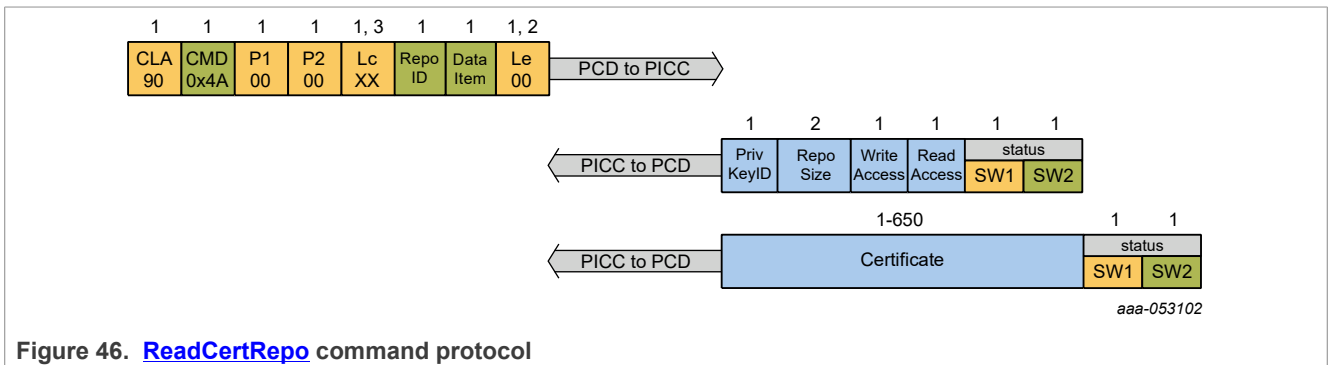 1 1 1 1 1, 3 1 1 1, 2
CLA CMD P1 P2 Lc Repo Data Le
90 0x4A 00 00 XX ID Item 00
PCD to PICC
1 2 1 1 1 1
Priv Repo Write Read status
KeyID Size Access Access SW1 SW2
PICC to PCD
1-650 1 1
Certificate status
SW1 SW2
PICC to PCD
aaa-053102
Figure 46. ReadCertRepo command protocol